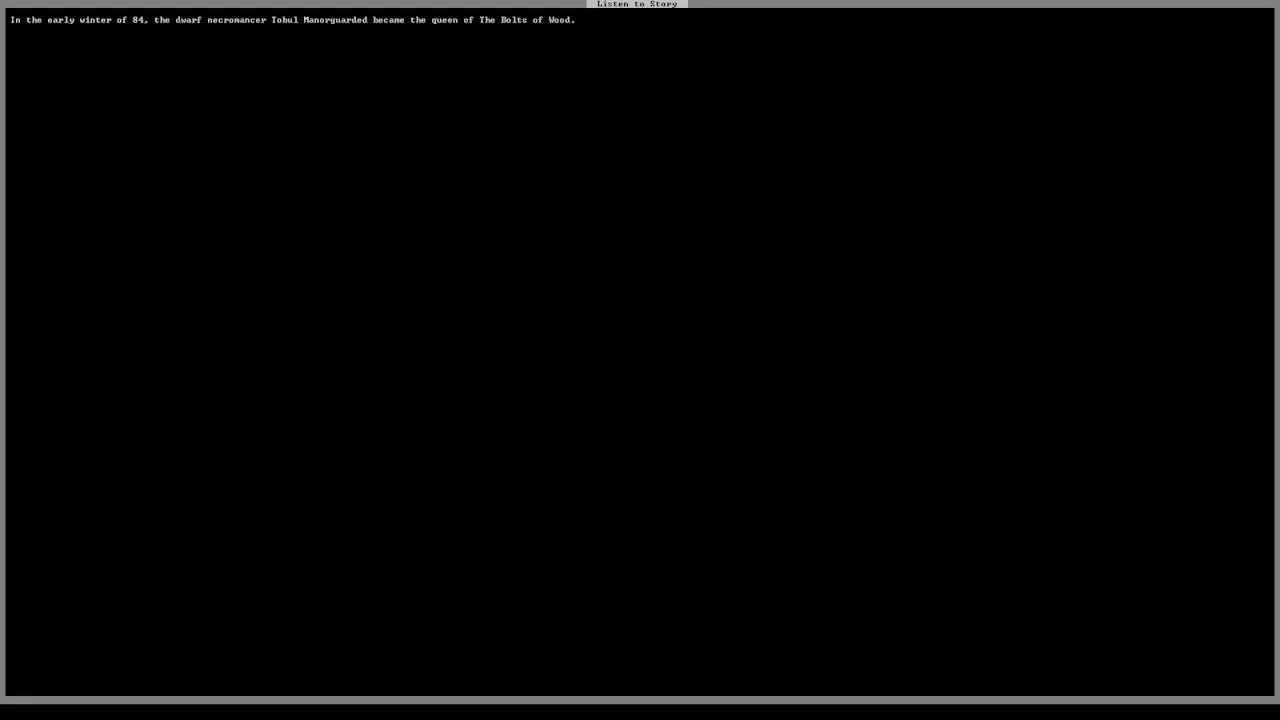 Listen to Story
In the early winter of 84, the dwarf necromancer Tobul Manorguarded became the queen of The Bolts of Wood.